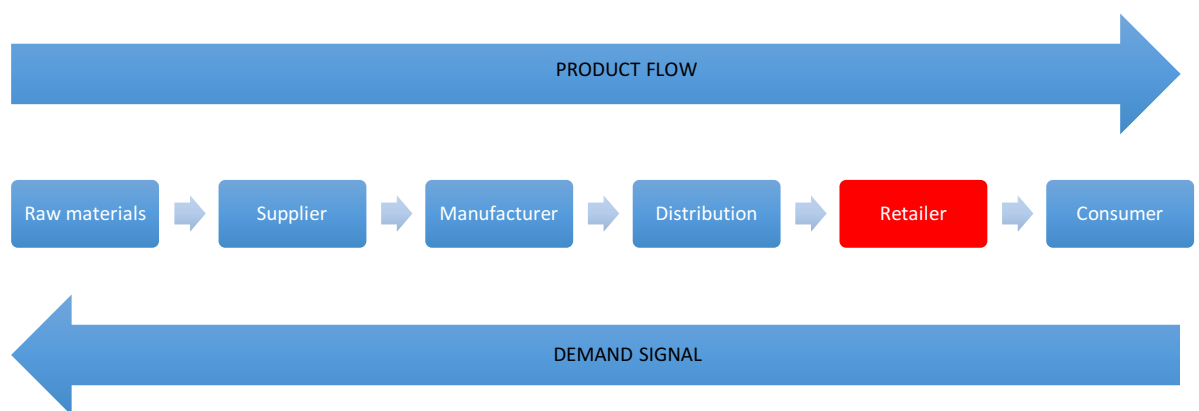 PRODUCT FLOW
Raw materials
Supplier
Manufacturer
Distribution
Retailer
Consumer
DEMAND SIGNAL